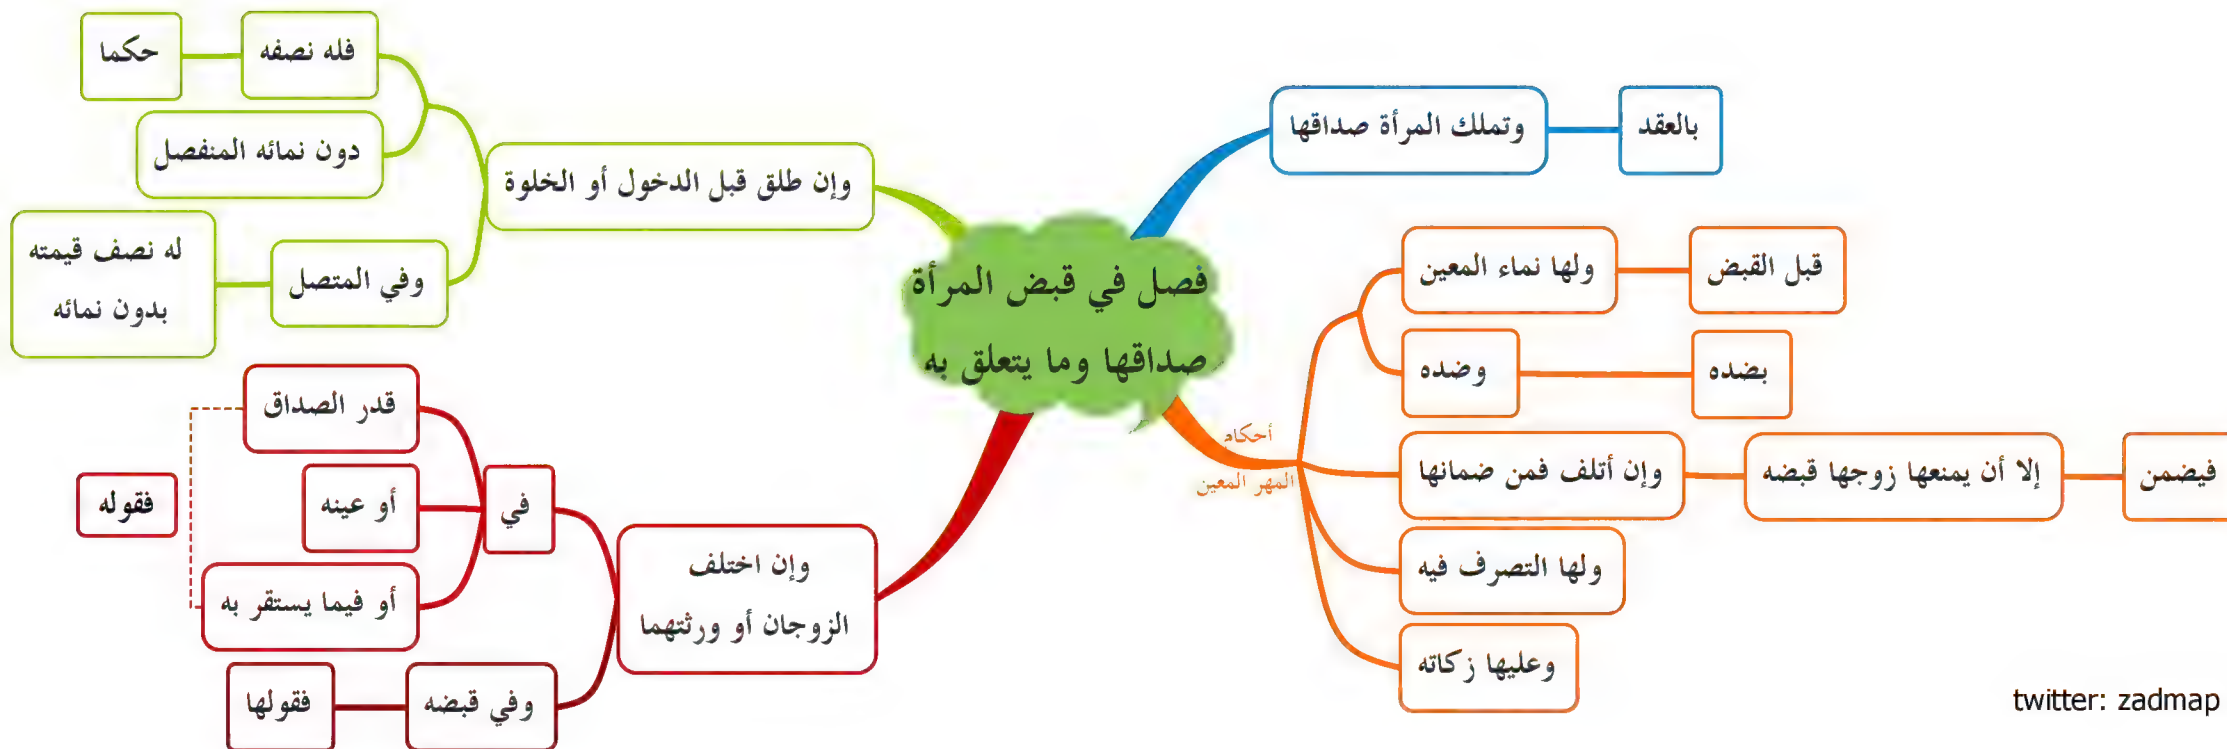 فصل في قبض المرأة
صداقها وما يتعلق به
وتملك المرأة صداقها
بالعقد
أحكام
المهر المعين
ولها نماء المعين
قبل القبض
وضده
بضده
وإن أتلف فمن ضمانها
إلا أن يمنعها زوجها قبضه
فيضمن
ولها التصرف فيه
وعليها زكاته
وإن طلق قبل الدخول أو الخلوة
فله نصفه
حكما
دون نمائه المنفصل
وفي المتصل
له نصف قيمته
بدون نمائه
وإن اختلف
الزوجان أو ورثتهما
في
قدر الصداق
أو عينه
أو فيما يستقر به
فقوله
وفي قبضه
فقولها
twitter: zadmap